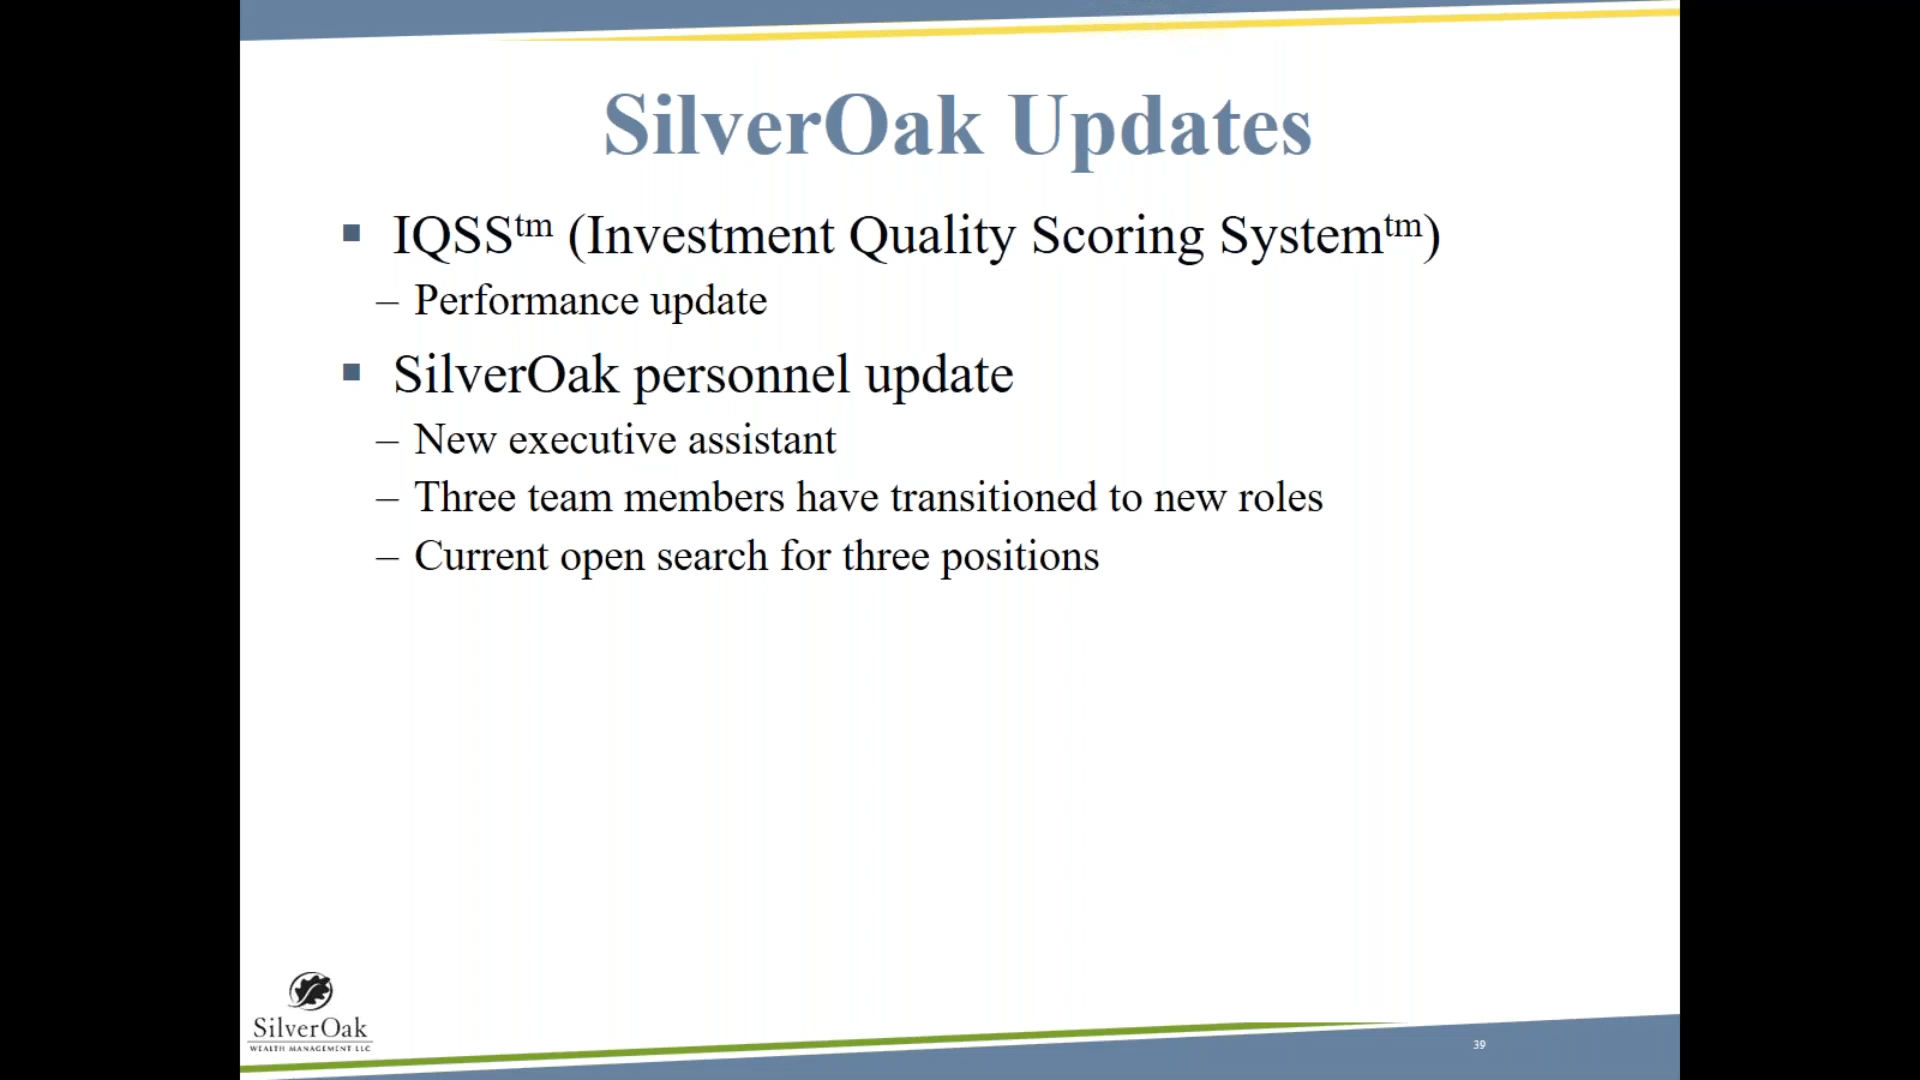 SilverOak Updates
▪ IQSStm (Investment Quality Scoring Systemtm)
– Performance update
▪ SilverOak personnel update
– New executive assistant
– Three team members have transitioned to new roles
– Current open search for three positions
SilverOak
WEALTH MANAGEMENT LLC
39